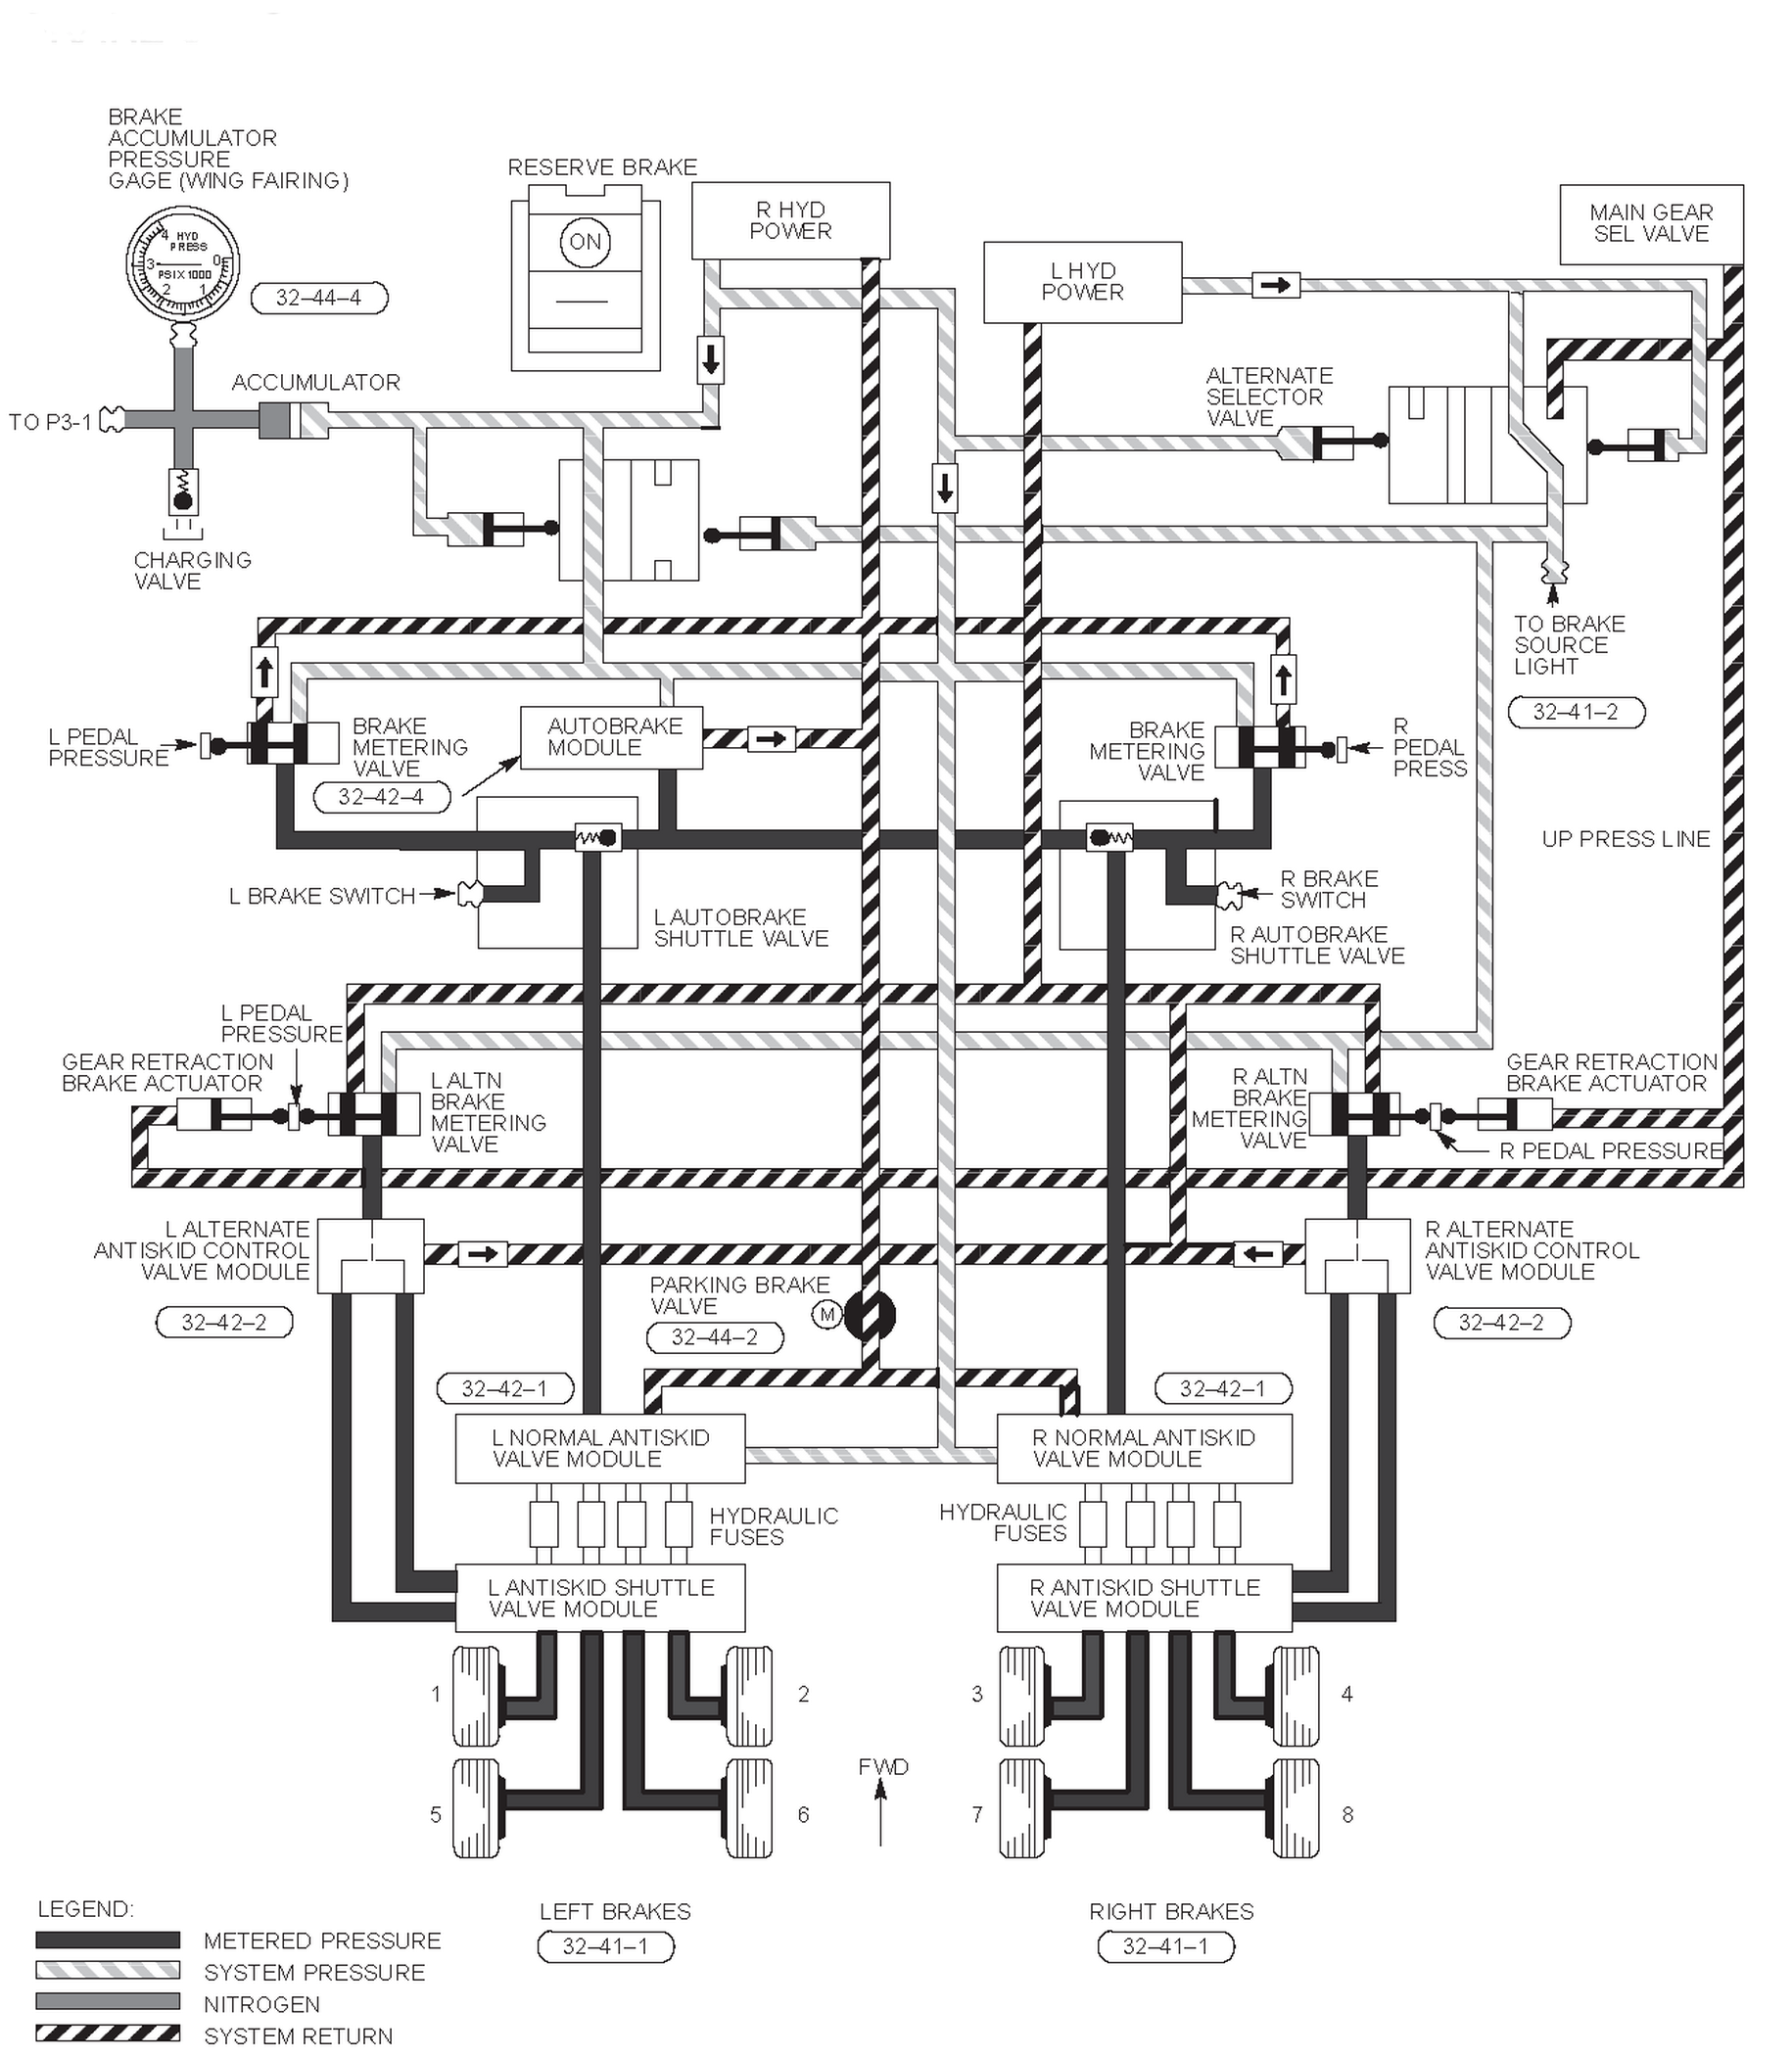 BRAKE
ACCUMULATOR
PRESSURE
GAGE (WING FAIRING)
4 HYD
PRESS
3 0
PSI X 1000
2 1
32-44-4
RESERVE BRAKE
ON
R HYD
POWER
L HYD
POWER
MAIN GEAR
SEL VALVE
ACCUMULATOR
TO P3-1
CHARGING
VALVE
ALTERNATE
SELECTOR
VALVE
TO BRAKE
SOURCE
LIGHT
32-41-2
L PEDAL
PRESSURE
BRAKE
METERING
VALVE
32-42-4
AUTOBRAKE
MODULE
BRAKE
METERING
VALVE
R
PEDAL
PRESS
UP PRESS LINE
L BRAKE SWITCH
L AUTOBRAKE
SHUTTLE VALVE
R BRAKE
SWITCH
R AUTOBRAKE
SHUTTLE VALVE
L PEDAL
PRESSURE
GEAR RETRACTION
BRAKE ACTUATOR
L ALTN
BRAKE
METERING
VALVE
R ALTN
BRAKE
METERING
VALVE
GEAR RETRACTION
BRAKE ACTUATOR
R PEDAL PRESSURE
L ALTERNATE
ANTISKID CONTROL
VALVE MODULE
32-42-2
PARKING BRAKE
VALVE
M
32-44-2
R ALTERNATE
ANTISKID CONTROL
VALVE MODULE
32-42-2
32-42-1
32-42-1
L NORMAL ANTISKID
VALVE MODULE
R NORMAL ANTISKID
VALVE MODULE
HYDRAULIC
FUSES
HYDRAULIC
FUSES
L ANTISKID SHUTTLE
VALVE MODULE
R ANTISKID SHUTTLE
VALVE MODULE
1 2 3 4
FWD
5 6 7 8
LEFT BRAKES
32-41-1
RIGHT BRAKES
32-41-1
LEGEND:
METERED PRESSURE
SYSTEM PRESSURE
NITROGEN
SYSTEM RETURN